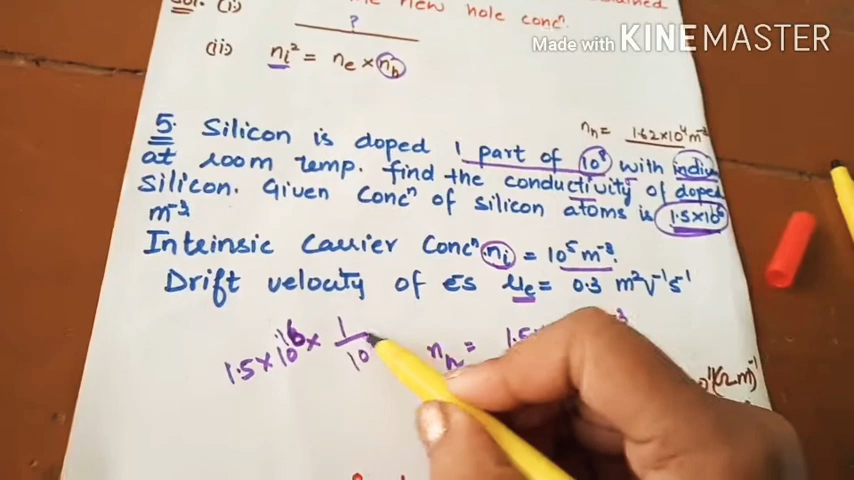 new hole concⁿ.
?
(ii) nᵢ² = nₑ × nₕ
nₕ = 1.62×10⁴ m⁻³
5. Silicon is doped 1 part of 10⁸ with indium
at room temp. find the conductivity of doped
silicon. Given concⁿ of silicon atoms is 1.5×10¹⁶
m⁻³
Intrinsic Carrier Concⁿ. nᵢ = 10⁵ m⁻³.
Drift velocity of es μₑ = 0.3 m²V⁻¹s⁻¹
1.5×10¹⁶ × 1/10⁸ nₕ =
Made with KINEMASTER